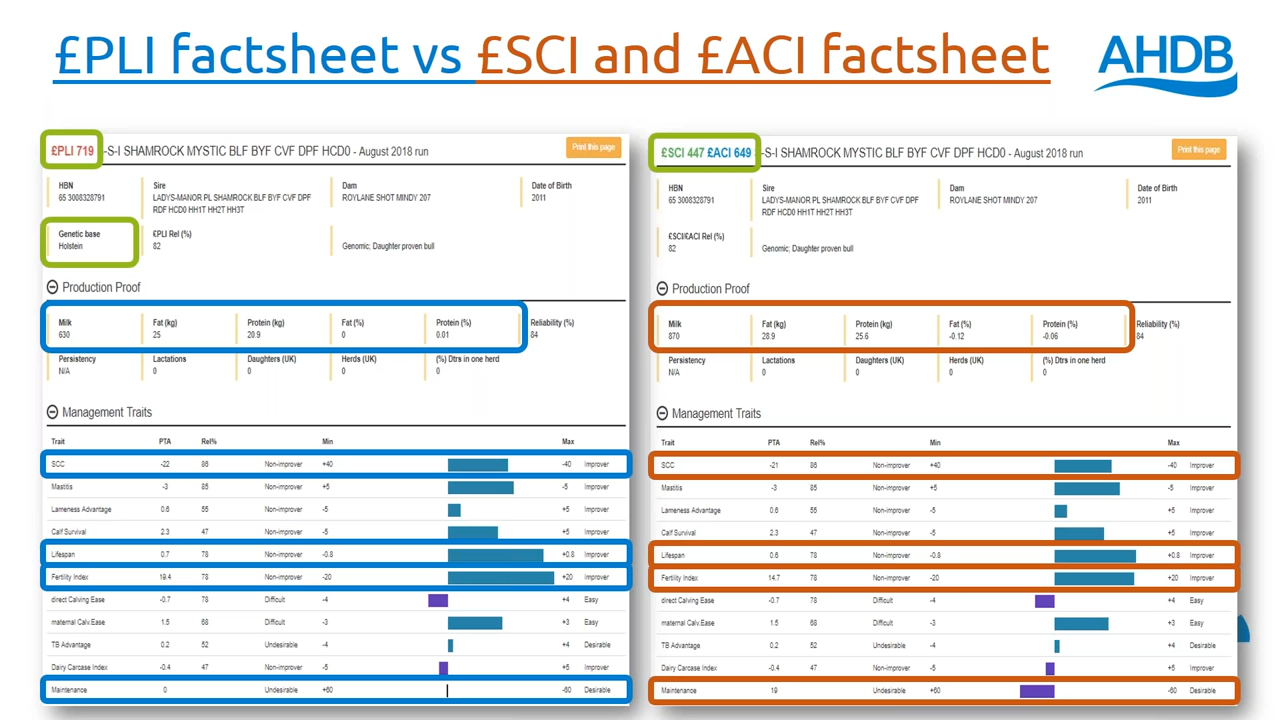 £PLI factsheet vs £SCI and £ACI factsheet
AHDB
£PLI 719 -S-I SHAMROCK MYSTIC BLF BYF CVF DPF HCD0 - August 2018 run
Print this page
HBN Sire Dam Date of Birth
65 3008328791 LADYS-MANOR PL SHAMROCK BLF BYF CVF DPF ROYLANE SHOT MINDY 207 2011
RDF HCD0 HH1T HH2T HH3T
Genetic base £PLI Rel (%)
Holstein 82 Genomic; Daughter proven bull
Production Proof
Milk Fat (kg) Protein (kg) Fat (%) Protein (%) Reliability (%)
630 25 20.9 0 0.01 84
Persistency Lactations Daughters (UK) Herds (UK) (%) Dtrs in one herd
N/A 0 0 0 0
Management Traits
Trait PTA Rel% Min Max
SCC -22 86 Non-improver +40 -40 Improver
Mastitis -3 85 Non-improver +5 -5 Improver
Lameness Advantage 0.6 55 Non-improver -5 +5 Improver
Calf Survival 2.3 47 Non-improver -5 +5 Improver
Lifespan 0.7 78 Non-improver -0.8 +0.8 Improver
Fertility Index 19.4 78 Non-improver -20 +20 Improver
direct Calving Ease -0.7 78 Difficult -4 +4 Easy
maternal Calv.Ease 1.5 68 Difficult -3 +3 Easy
TB Advantage 0.2 52 Undesirable -4 +4 Desirable
Dairy Carcase Index -0.4 47 Non-improver -5 +5 Improver
Maintenance 0 Undesirable +60 -60 Desirable
£SCI 447 £ACI 649 -S-I SHAMROCK MYSTIC BLF BYF CVF DPF HCD0 - August 2018 run
Print this page
HBN Sire Dam Date of Birth
65 3008328791 LADYS-MANOR PL SHAMROCK BLF BYF CVF DPF ROYLANE SHOT MINDY 207 2011
RDF HCD0 HH1T HH2T HH3T
£SCI/£ACI Rel (%)
82 Genomic; Daughter proven bull
Production Proof
Milk Fat (kg) Protein (kg) Fat (%) Protein (%) Reliability (%)
870 28.9 25.6 -0.12 -0.06 84
Persistency Lactations Daughters (UK) Herds (UK) (%) Dtrs in one herd
N/A 0 0 0 0
Management Traits
Trait PTA Rel% Min Max
SCC -21 86 Non-improver +40 -40 Improver
Mastitis -3 85 Non-improver +5 -5 Improver
Lameness Advantage 0.6 55 Non-improver -5 +5 Improver
Calf Survival 2.3 47 Non-improver -5 +5 Improver
Lifespan 0.6 78 Non-improver -0.8 +0.8 Improver
Fertility Index 14.7 78 Non-improver -20 +20 Improver
direct Calving Ease -0.7 78 Difficult -4 +4 Easy
maternal Calv.Ease 1.5 68 Difficult -3 +3 Easy
TB Advantage 0.2 52 Undesirable -4 +4 Desirable
Dairy Carcase Index -0.4 47 Non-improver -5 +5 Improver
Maintenance 19 Undesirable +60 -60 Desirable